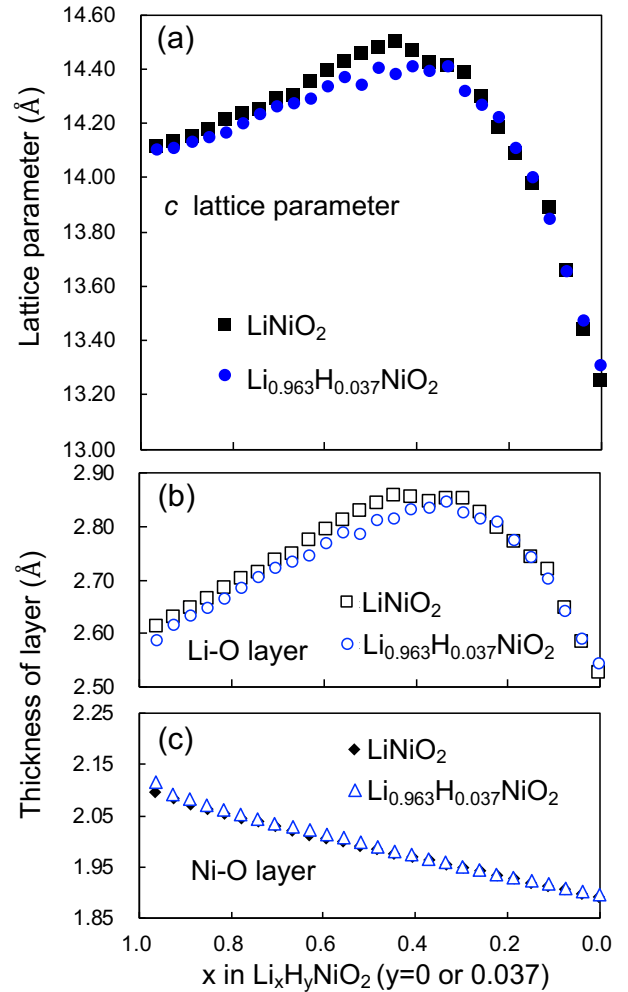 (a)
14.60
14.40
14.20
14.00
13.80
13.60
13.40
13.20
13.00
Lattice parameter (Å)
c lattice parameter
LiNiO2
Li0.963H0.037NiO2
(b)
2.90
2.80
2.70
2.60
2.50
LiNiO2
Li-O layer
Li0.963H0.037NiO2
Thickness of layer (Å)
(c)
2.25
2.15
2.05
1.95
1.85
LiNiO2
Li0.963H0.037NiO2
Ni-O layer
1.0 0.8 0.6 0.4 0.2 0.0
x in LixHyNiO2 (y=0 or 0.037)